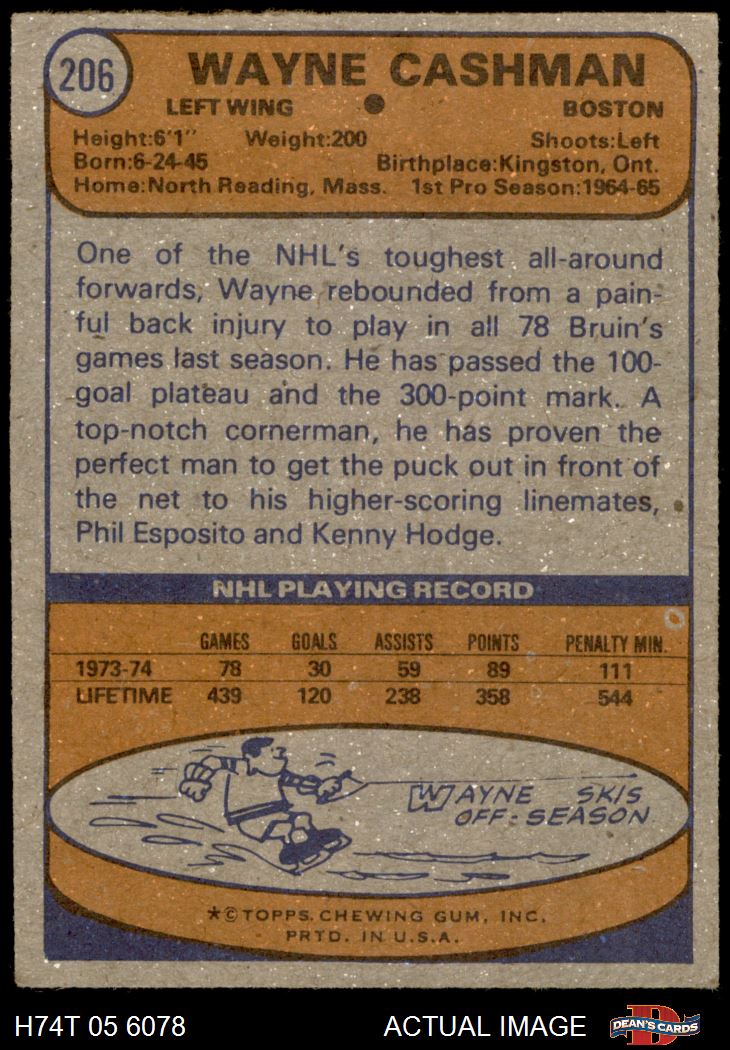 206
WAYNE CASHMAN
LEFT WING ● BOSTON
Height:6'1" Weight:200 Shoots:Left
Born:6-24-45 Birthplace:Kingston, Ont.
Home:North Reading, Mass. 1st Pro Season:1964-65
One of the NHL's toughest all-around
forwards, Wayne rebounded from a pain-
ful back injury to play in all 78 Bruin's
games last season. He has passed the 100-
goal plateau and the 300-point mark. A
top-notch cornerman, he has proven the
perfect man to get the puck out in front of
the net to his higher-scoring linemates,
Phil Esposito and Kenny Hodge.
NHL PLAYING RECORD
GAMES GOALS ASSISTS POINTS PENALTY MIN.
1973-74 78 30 59 89 111
LIFETIME 439 120 238 358 544
WAYNE SKIS
OFF-SEASON
*© TOPPS CHEWING GUM, INC.
PRTD. IN U.S.A.
H74T 05 6078 ACTUAL IMAGE DEAN'S CARDS